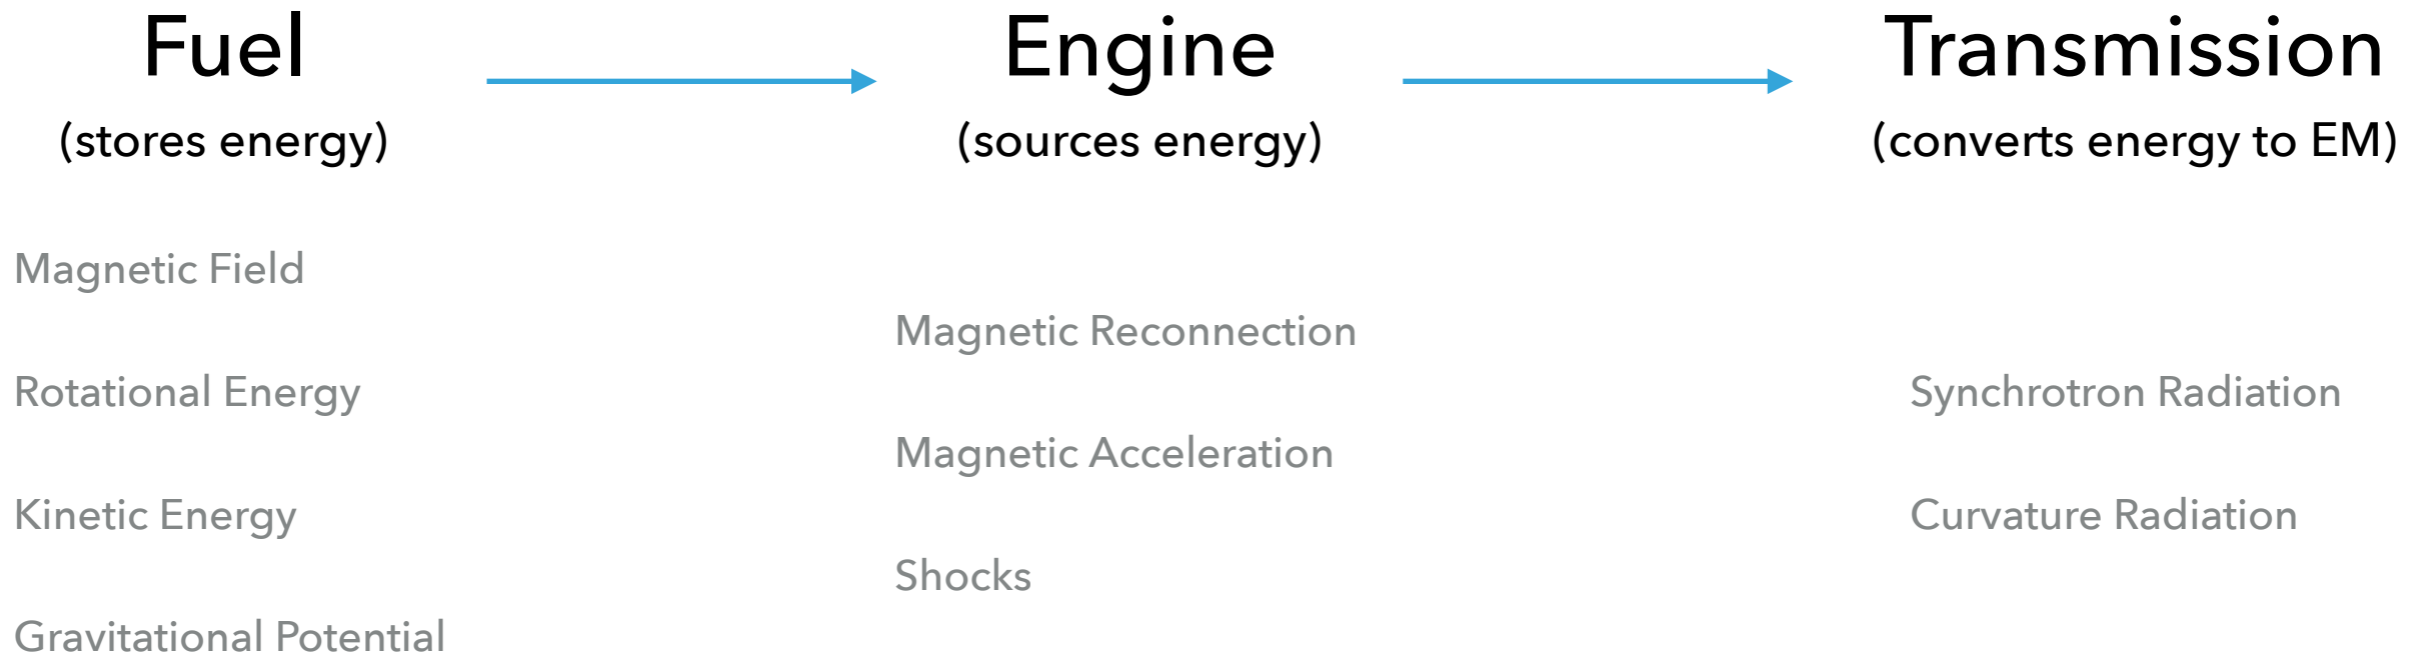 Fuel
(stores energy)
Magnetic Field
Rotational Energy
Kinetic Energy
Gravitational Potential
Engine
(sources energy)
Magnetic Reconnection
Magnetic Acceleration
Shocks
Transmission
(converts energy to EM)
Synchrotron Radiation
Curvature Radiation